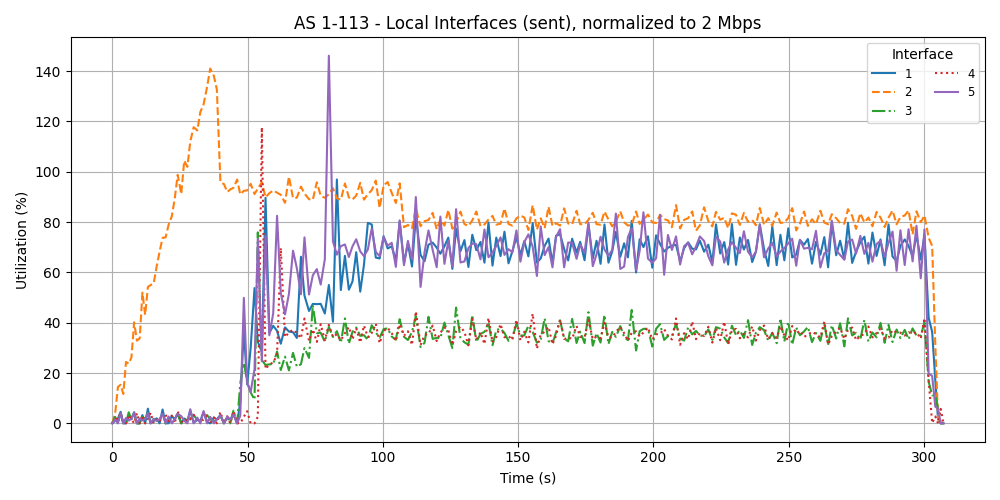 AS 1-113 - Local Interfaces (sent), normalized to 2 Mbps
Interface
1
2
3
4
5
Utilization (%)
140
120
100
80
60
40
20
0
0 50 100 150 200 250 300
Time (s)